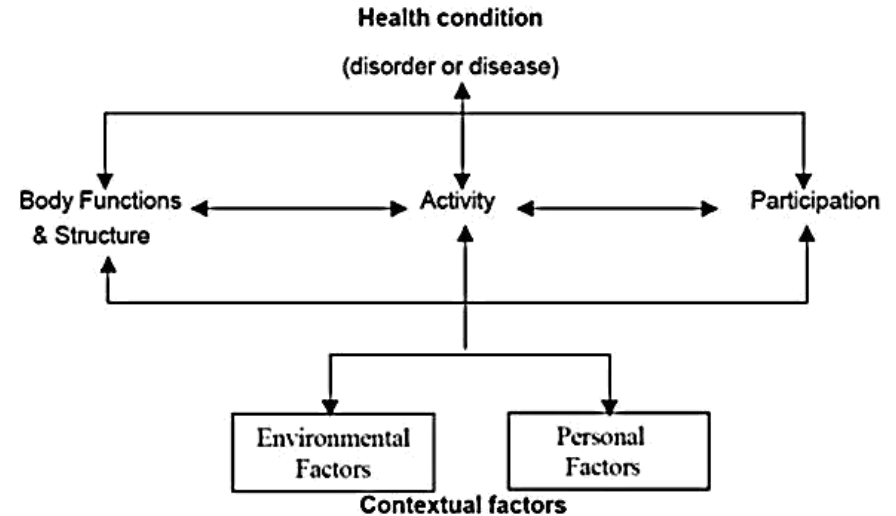 Health condition
(disorder or disease)
Body Functions
& Structure
Activity
Participation
Environmental
Factors
Personal
Factors
Contextual factors